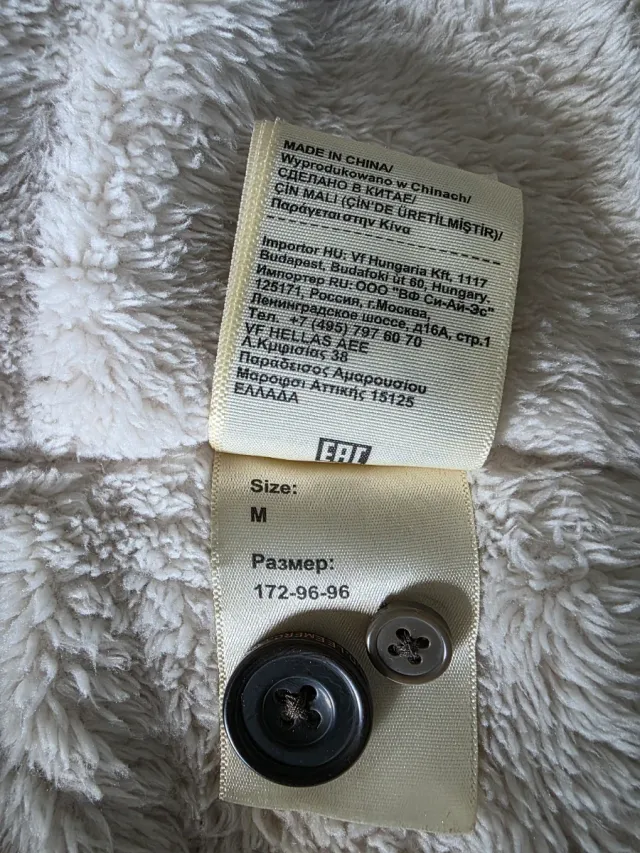 MADE IN CHINA/
Wyprodukowano w Chinach/
СДЕЛАНО В КИТАЕ/
ÇİN MALI (ÇİN'DE ÜRETİLMİŞTİR)/
Παράγεται στην Κίνα
Importor HU: Vf Hungaria Kft, 1117
Budapest, Budafoki út 60, Hungary.
Импортер RU: ООО "ВФ Си-Ай-Эс"
125171, Россия, г.Москва,
Ленинградское шоссе, д16А, стр.1
Тел. +7 (495) 797 60 70
VF HELLAS AEE
Λ.Κηφισίας 38
Παράδεισος Αμαρουσίου
Μαρούσι Αττικής 15125
ΕΛΛΑΔΑ
EAC
Size:
M
Размер:
172-96-96